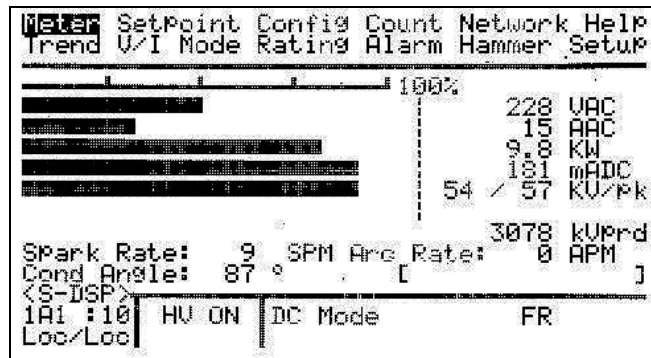 Meter Setpoint Config Count Network Help
Trend V/I Mode Rating Alarm Hammer Setup
100%
228 VAC
15 AAC
9.8 KW
181 mADC
54 / 57 KV/pk
3078 kVprd
Spark Rate: 9 SPM Arc Rate: 0 APM
Cond Angle: 87 º [ ]
<S-DSP>
1A1 :10 HV ON DC Mode FR
Loc/Loc